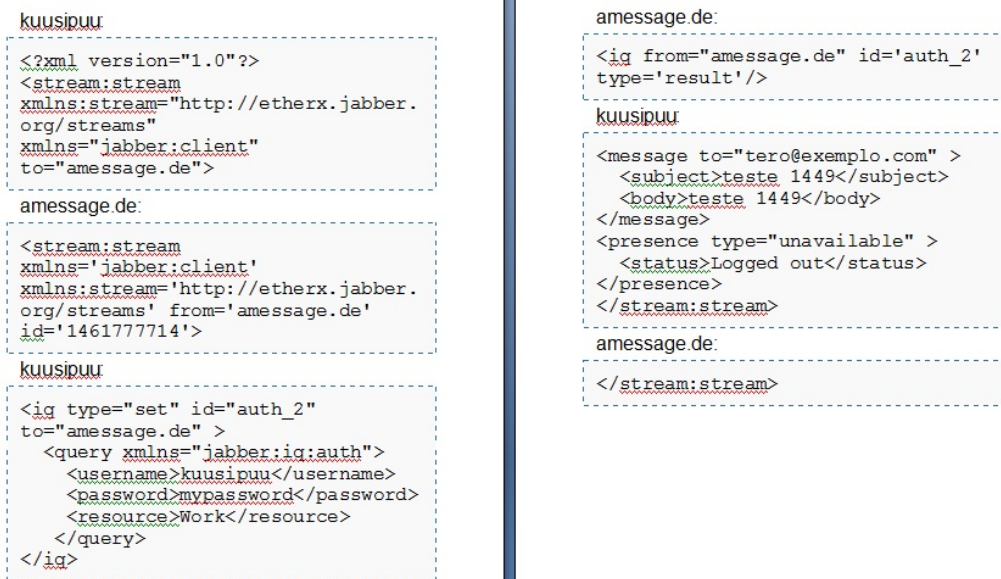 kuusipuu:
<?xml version="1.0"?>
<stream:stream
xmlns:stream="http://etherx.jabber.
org/streams"
xmlns="jabber:client"
to="amessage.de">
amessage.de:
<stream:stream
xmlns='jabber:client'
xmlns:stream='http://etherx.jabber.
org/streams' from='amessage.de'
id='1461777714'>
kuusipuu:
<iq type="set" id="auth_2"
to="amessage.de" >
<query xmlns="jabber:iq:auth">
<username>kuusipuu</username>
<password>mypassword</password>
<resource>Work</resource>
</query>
</iq>
amessage.de:
<iq from="amessage.de" id='auth_2'
type='result'/>
kuusipuu:
<message to="tero@exemplo.com" >
<subject>teste 1449</subject>
<body>teste 1449</body>
</message>
<presence type="unavailable" >
<status>Logged out</status>
</presence>
</stream:stream>
amessage.de:
</stream:stream>